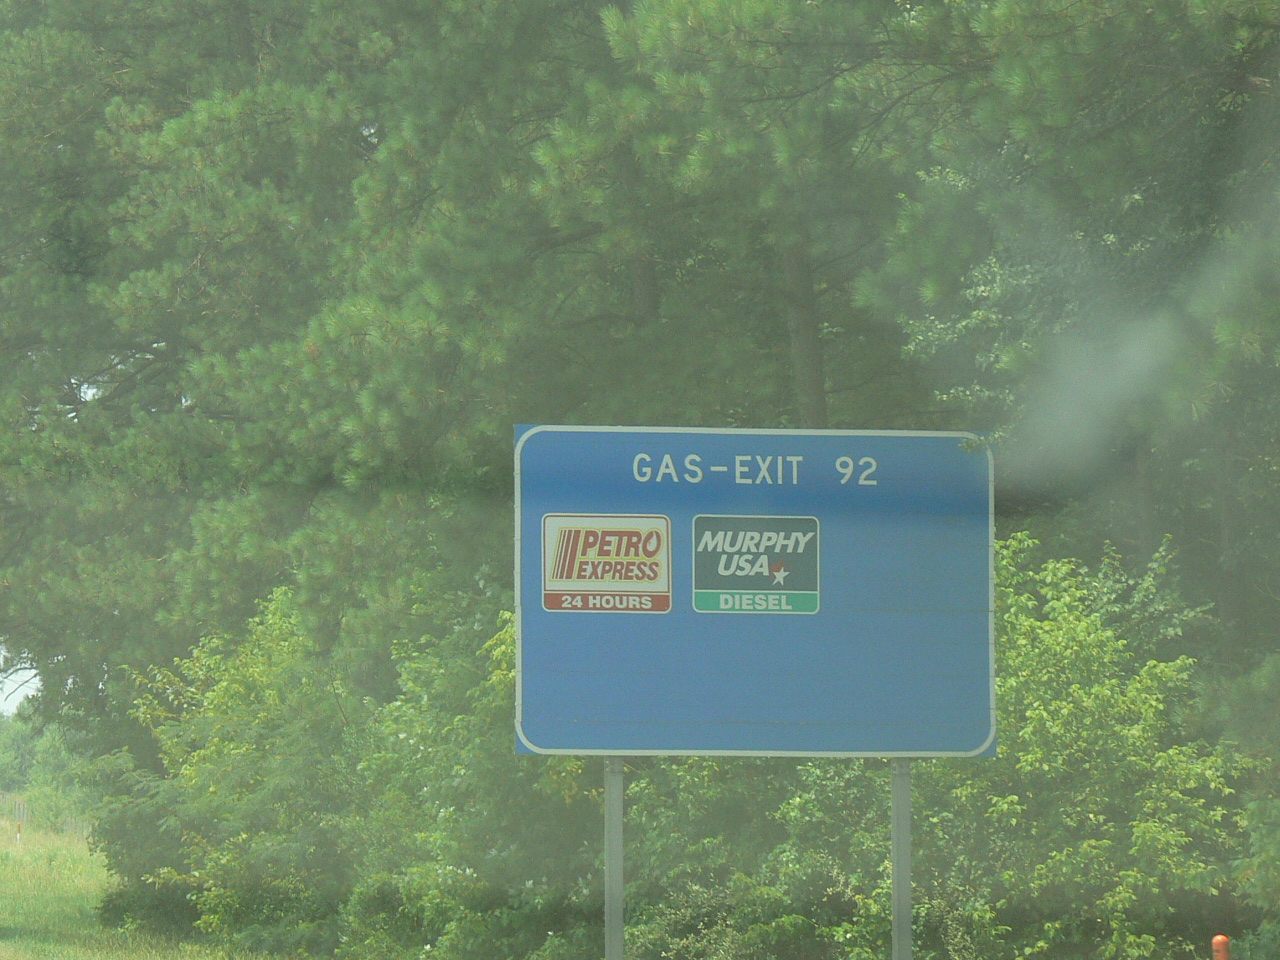 GAS-EXIT 92
PETRO
EXPRESS
24 HOURS
MURPHY
USA
DIESEL